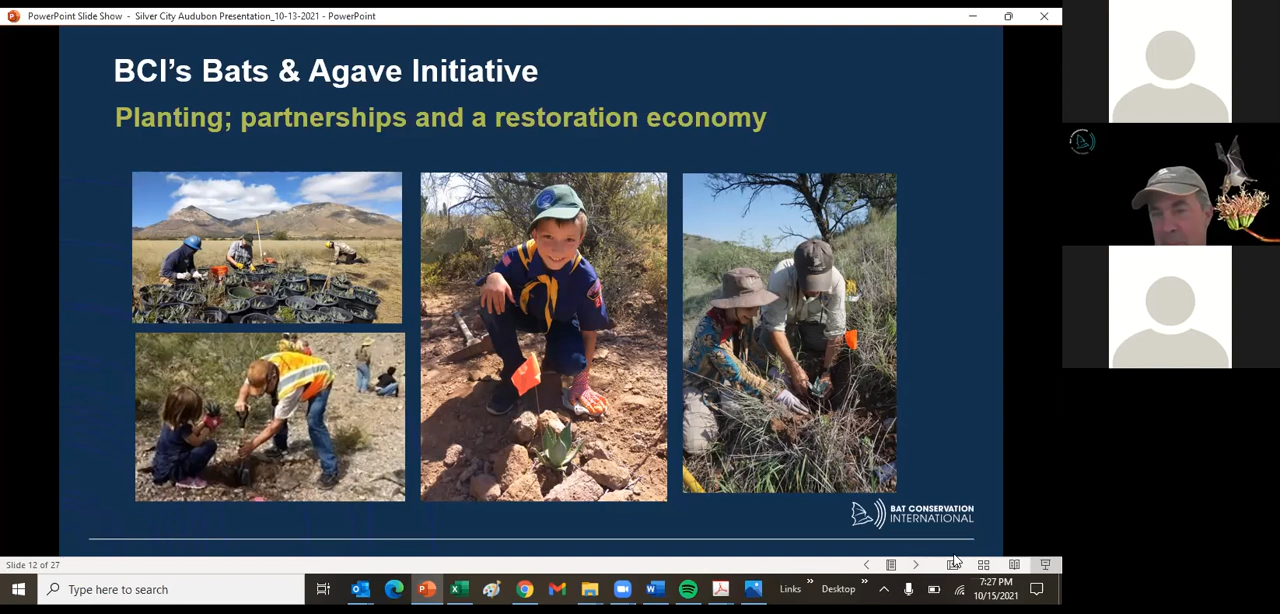 PowerPoint Slide Show - Silver City Audubon Presentation_10-13-2021 - PowerPoint
BCI's Bats & Agave Initiative
Planting; partnerships and a restoration economy
BAT CONSERVATION
INTERNATIONAL
Slide 12 of 27
Type here to search
Links
Desktop
7:27 PM
10/15/2021